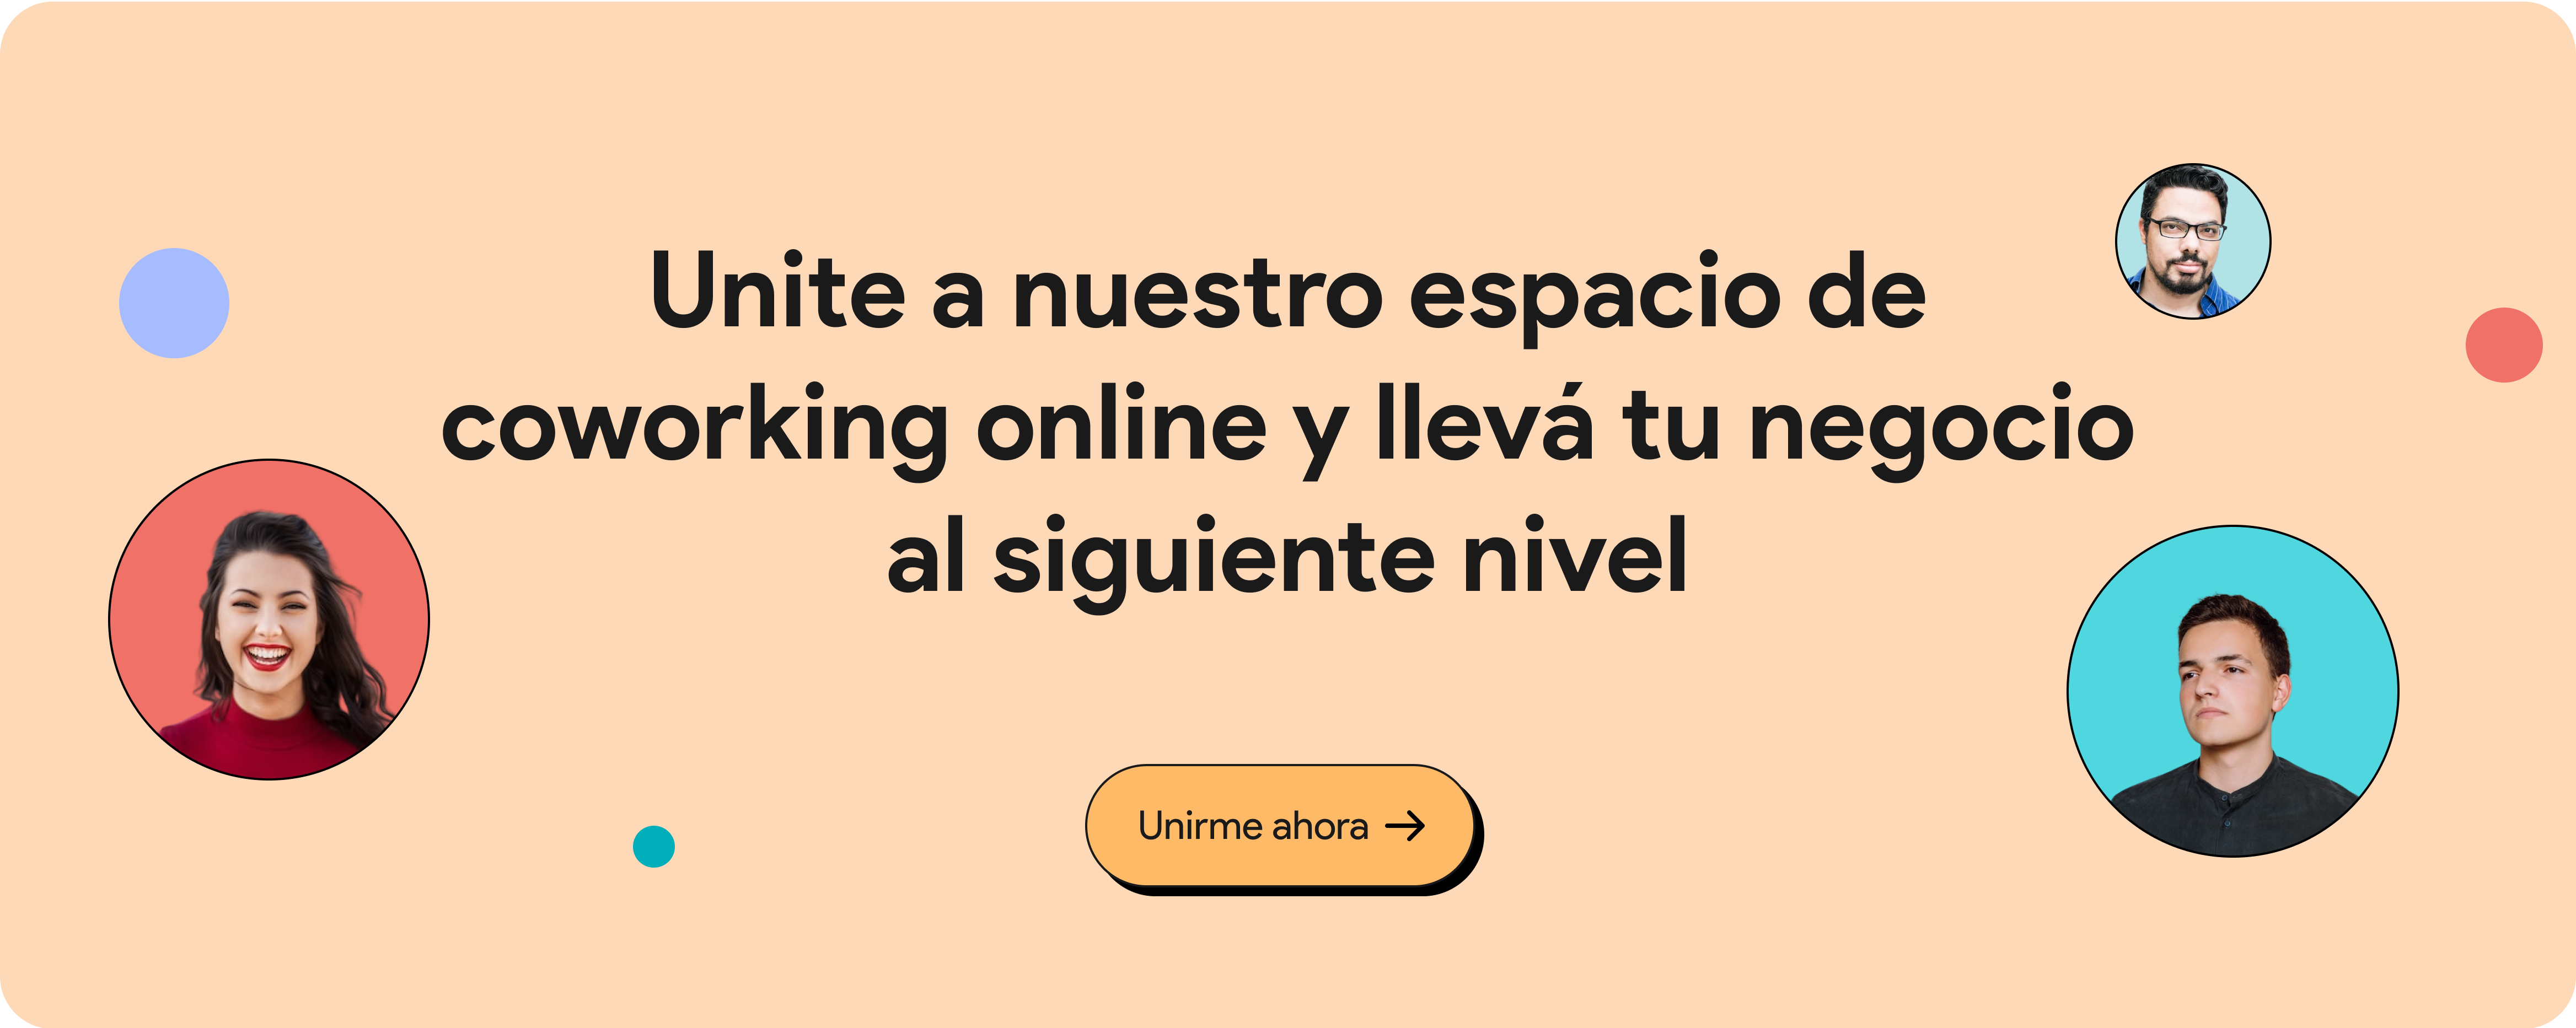 Unite a nuestro espacio de
coworking online y llevá tu negocio
al siguiente nivel
Unirme ahora →